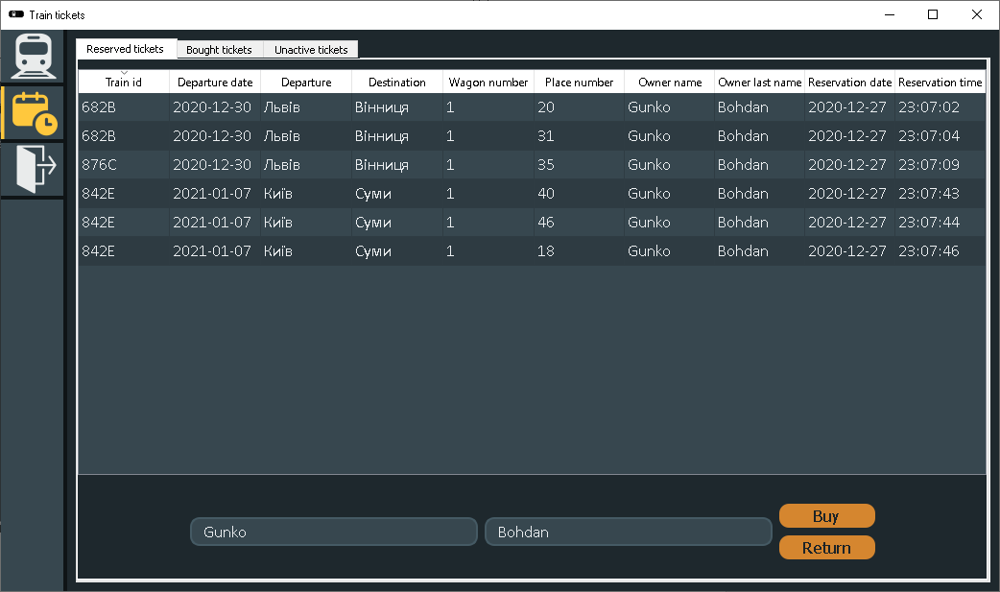 Train tickets
Reserved tickets Bought tickets Unactive tickets
Train id Departure date Departure Destination Wagon number Place number Owner name Owner last name Reservation date Reservation time
682B 2020-12-30 Львів Вінниця 1 20 Gunko Bohdan 2020-12-27 23:07:02
682B 2020-12-30 Львів Вінниця 1 31 Gunko Bohdan 2020-12-27 23:07:04
876C 2020-12-30 Львів Вінниця 1 35 Gunko Bohdan 2020-12-27 23:07:09
842E 2021-01-07 Київ Суми 1 40 Gunko Bohdan 2020-12-27 23:07:43
842E 2021-01-07 Київ Суми 1 46 Gunko Bohdan 2020-12-27 23:07:44
842E 2021-01-07 Київ Суми 1 18 Gunko Bohdan 2020-12-27 23:07:46
Gunko Bohdan Buy
Return